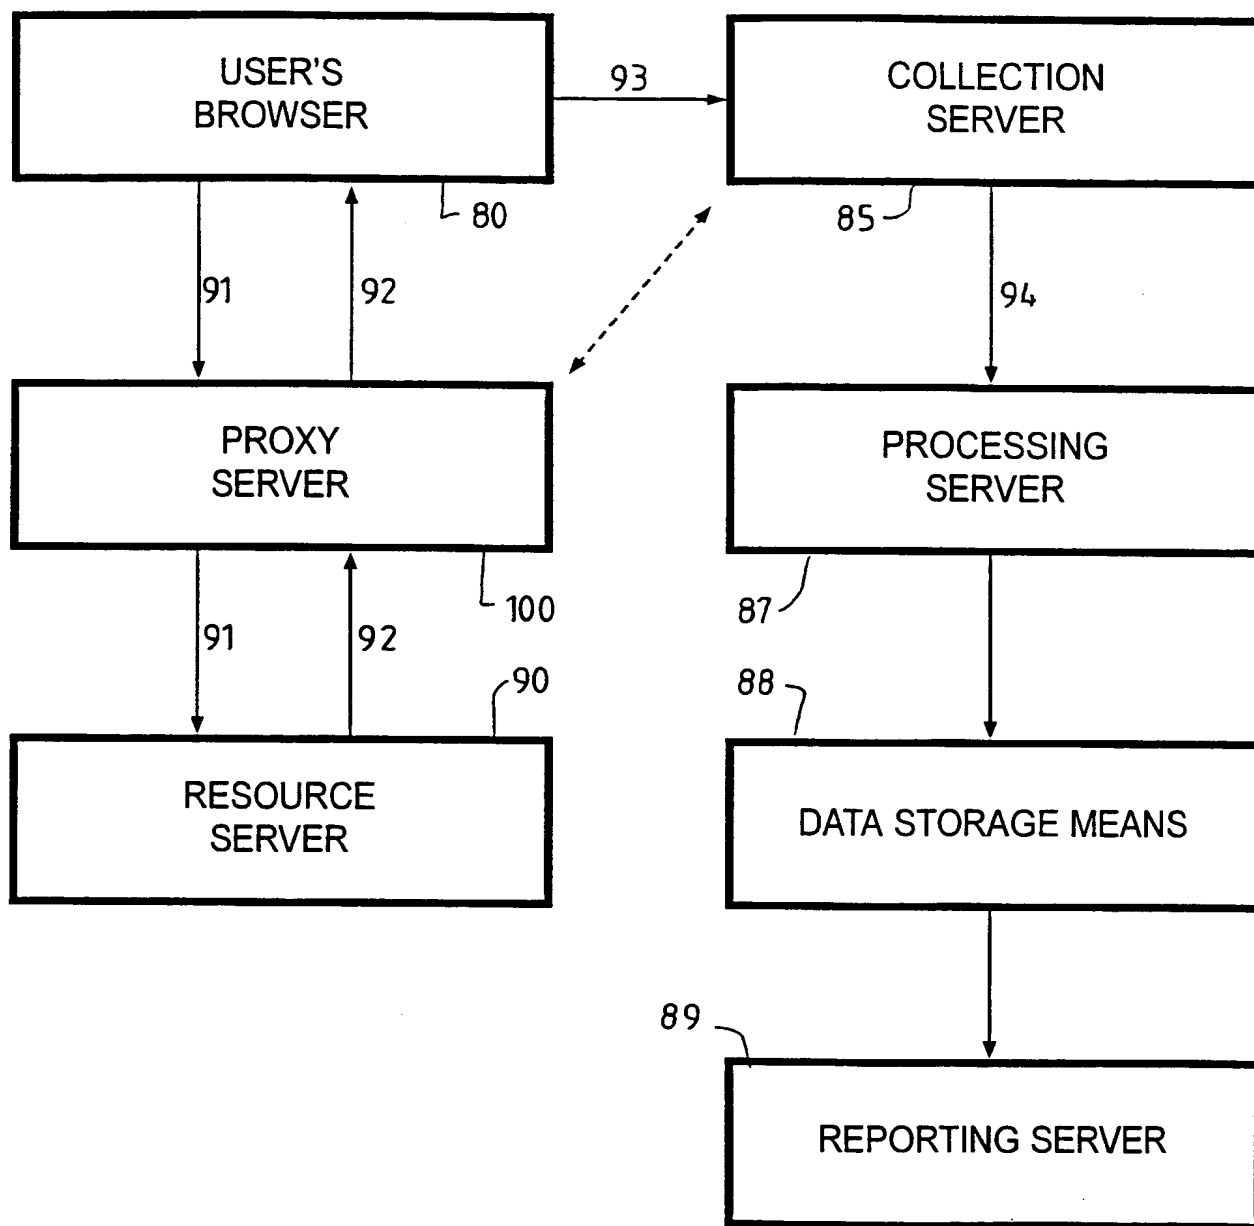 USER'S
BROWSER
93
COLLECTION
SERVER
80
85
91
92
94
PROXY
SERVER
PROCESSING
SERVER
100
87
91
92
90
88
RESOURCE
SERVER
DATA STORAGE MEANS
89
REPORTING SERVER